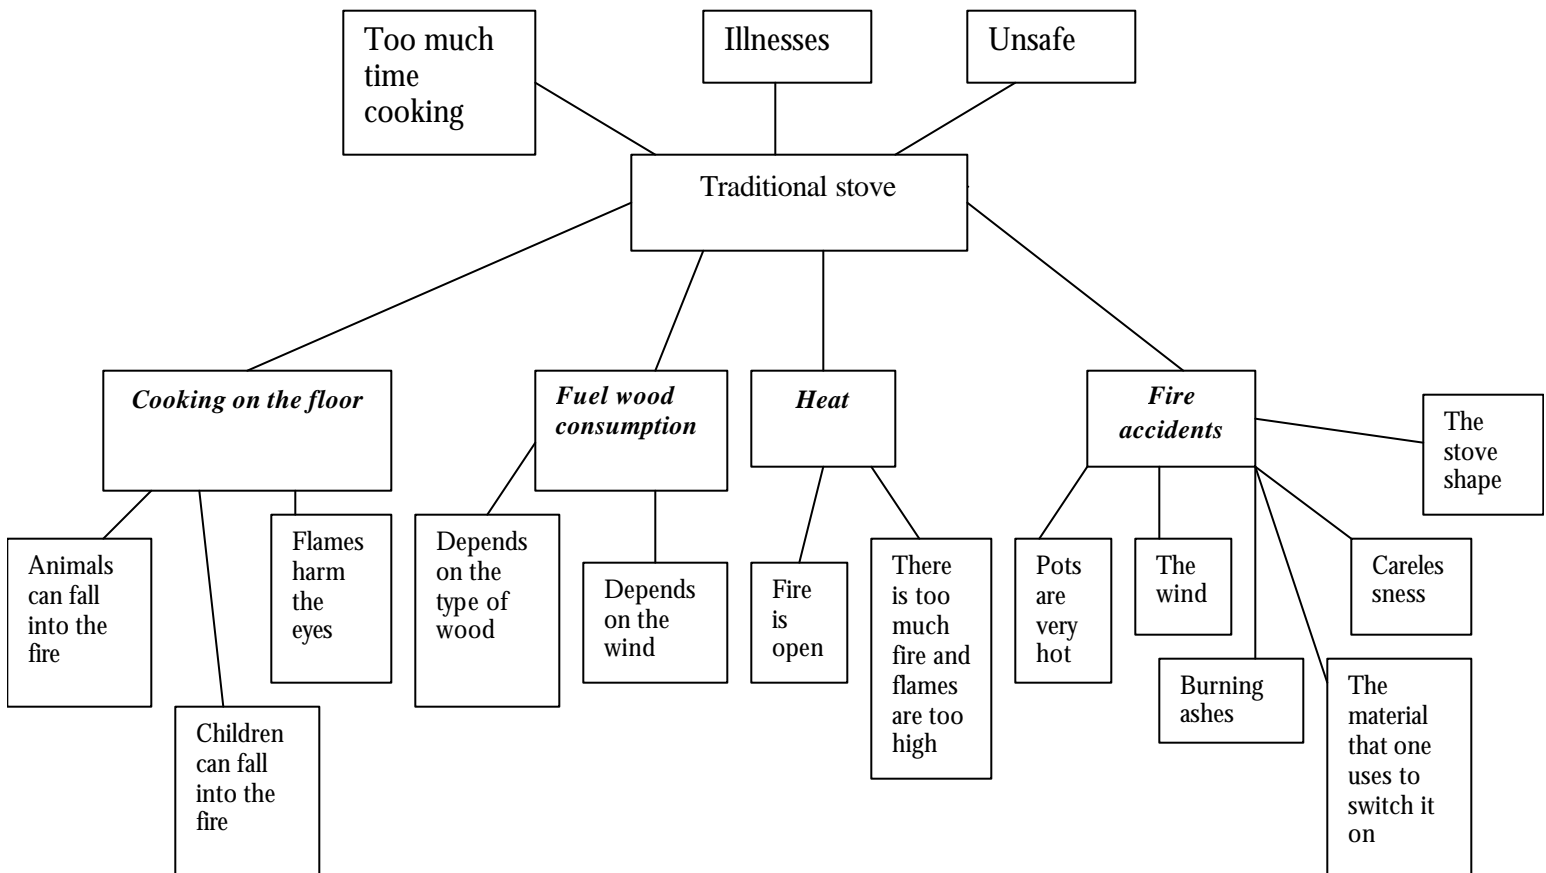 Too much
time
cooking
Illnesses
Unsafe
Traditional stove
Cooking on the floor
Fuel wood
consumption
Heat
Fire
accidents
The
stove
shape
Animals
can fall
into the
fire
Children
can fall
into the
fire
Flames
harm
the
eyes
Depends
on the
type of
wood
Depends
on the
wind
Fire
is
open
There
is too
much
fire and
flames
are too
high
Pots
are
very
hot
The
wind
Burning
ashes
The
material
that one
uses to
switch it
on
Careles
sness